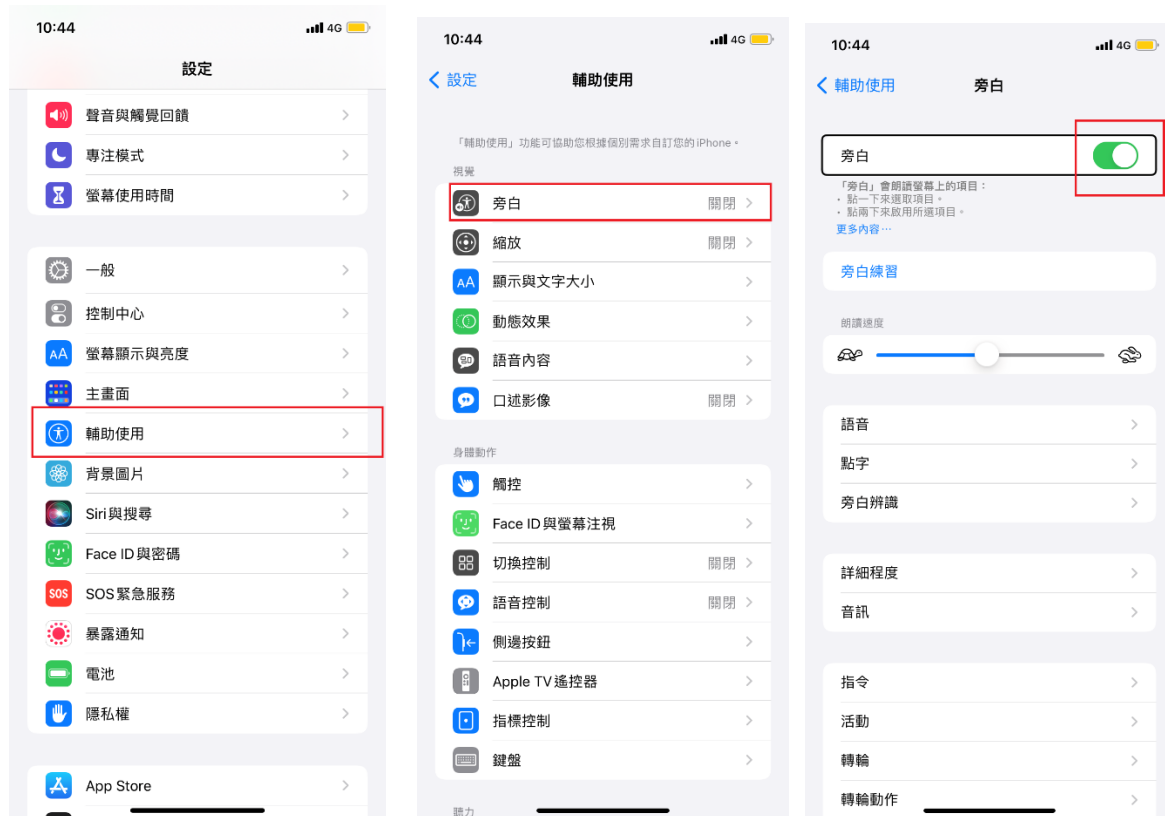 10:44
4G
設定
聲音與觸覺回饋
專注模式
螢幕使用時間
一般
控制中心
AA 螢幕顯示與亮度
主畫面
輔助使用
背景圖片
Siri與搜尋
Face ID與密碼
SOS SOS緊急服務
暴露通知
電池
隱私權
App Store
10:44
4G
設定 輔助使用
「輔助使用」功能可協助您根據個別需求自訂您的 iPhone。
視覺
旁白 關閉
縮放 關閉
AA 顯示與文字大小
動態效果
語音內容
口述影像 關閉
身體動作
觸控
Face ID與螢幕注視
切換控制 關閉
語音控制 關閉
側邊按鈕
Apple TV遙控器
指標控制
鍵盤
聽力
10:44
4G
輔助使用 旁白
旁白
「旁白」會朗讀螢幕上的項目：
· 點一下來選取項目。
· 點兩下來啟用所選項目。
更多內容⋯
旁白練習
朗讀速度
語音
點字
旁白辨識
詳細程度
音訊
指令
活動
轉輪
轉輪動作